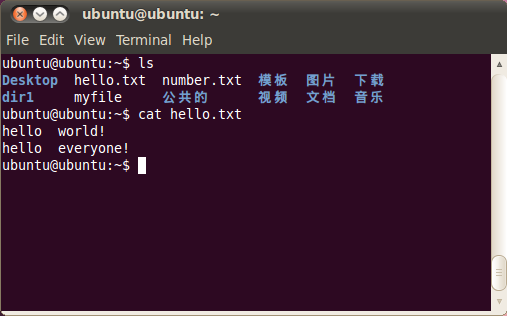 ubuntu@ubuntu: ~
File Edit View Terminal Help
ubuntu@ubuntu:~$ ls
Desktop hello.txt number.txt 模板 图片 下载
dir1 myfile 公共的 视频 文档 音乐
ubuntu@ubuntu:~$ cat hello.txt
hello world!
hello everyone!
ubuntu@ubuntu:~$